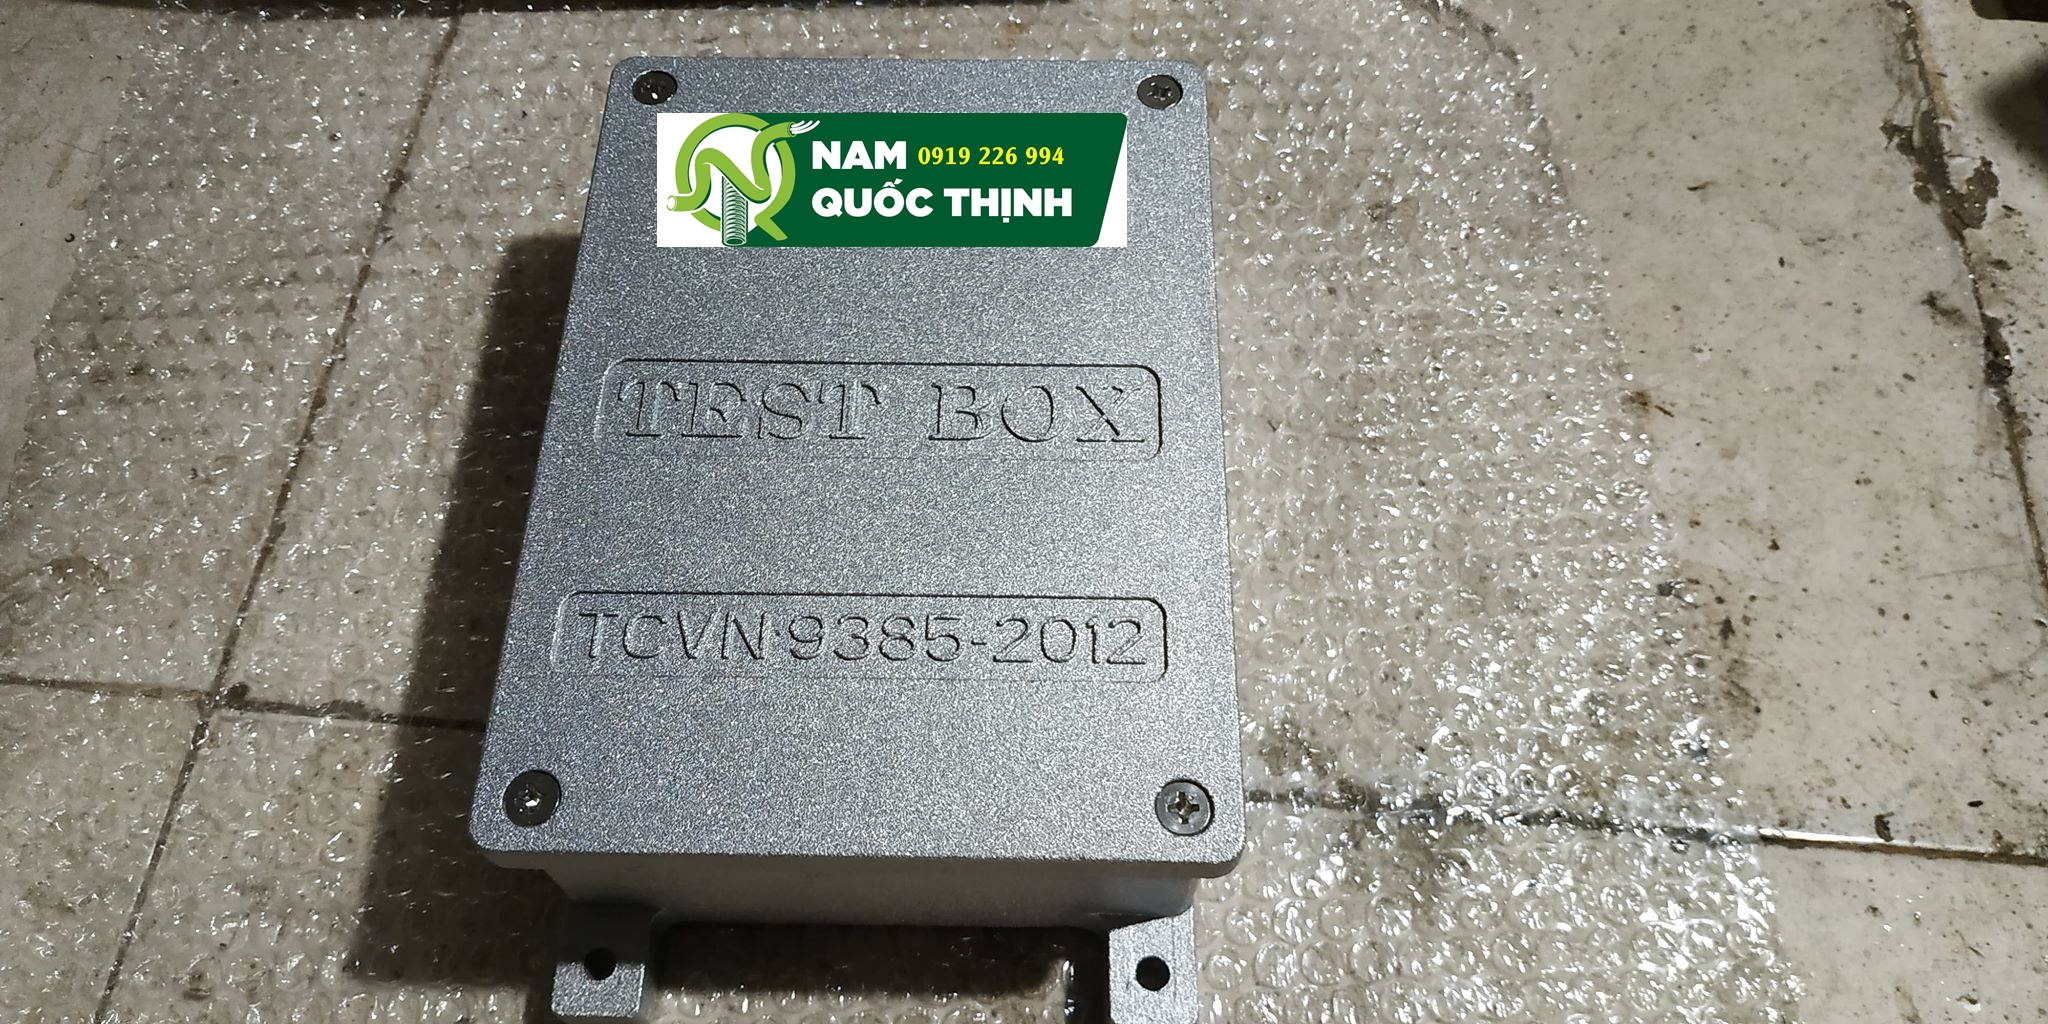 NAM 0919 226 994
QUỐC THỊNH
TEST BOX
TCVN·9385-2012